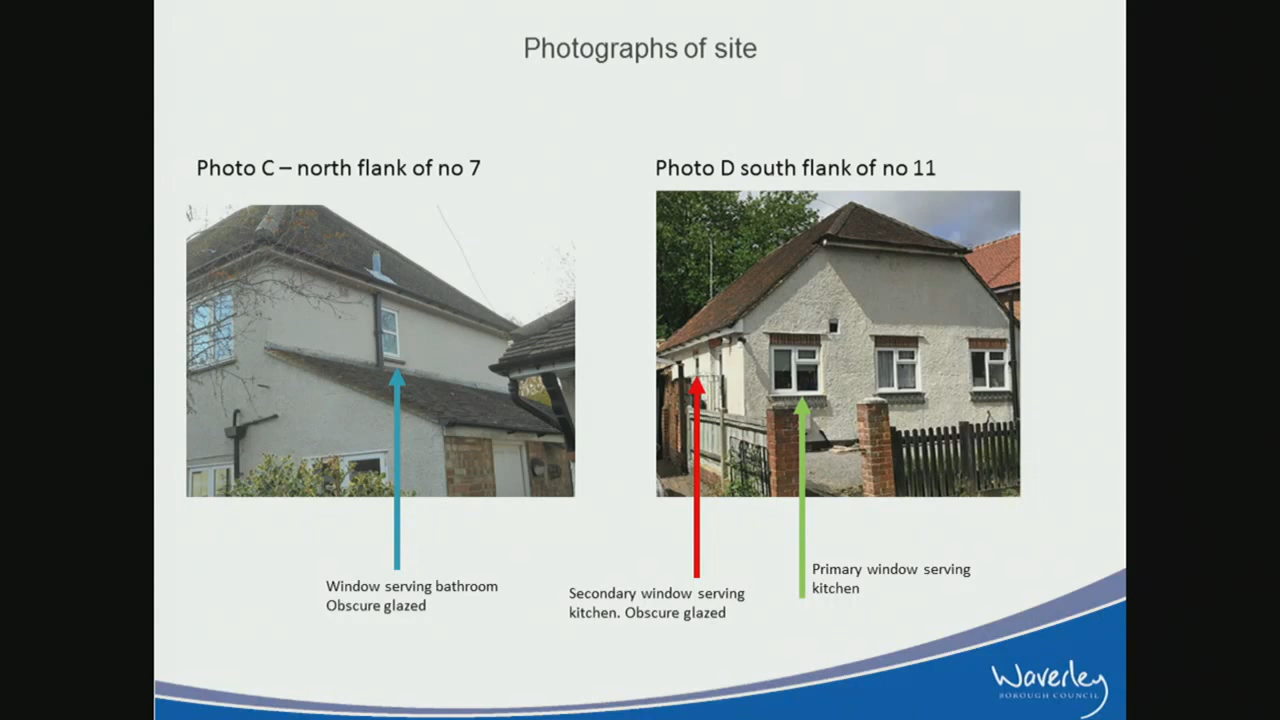 Photographs of site
Photo C – north flank of no 7
Photo D south flank of no 11
Window serving bathroom
Obscure glazed
Secondary window serving
kitchen. Obscure glazed
Primary window serving
kitchen
Waverley
BOROUGH COUNCIL